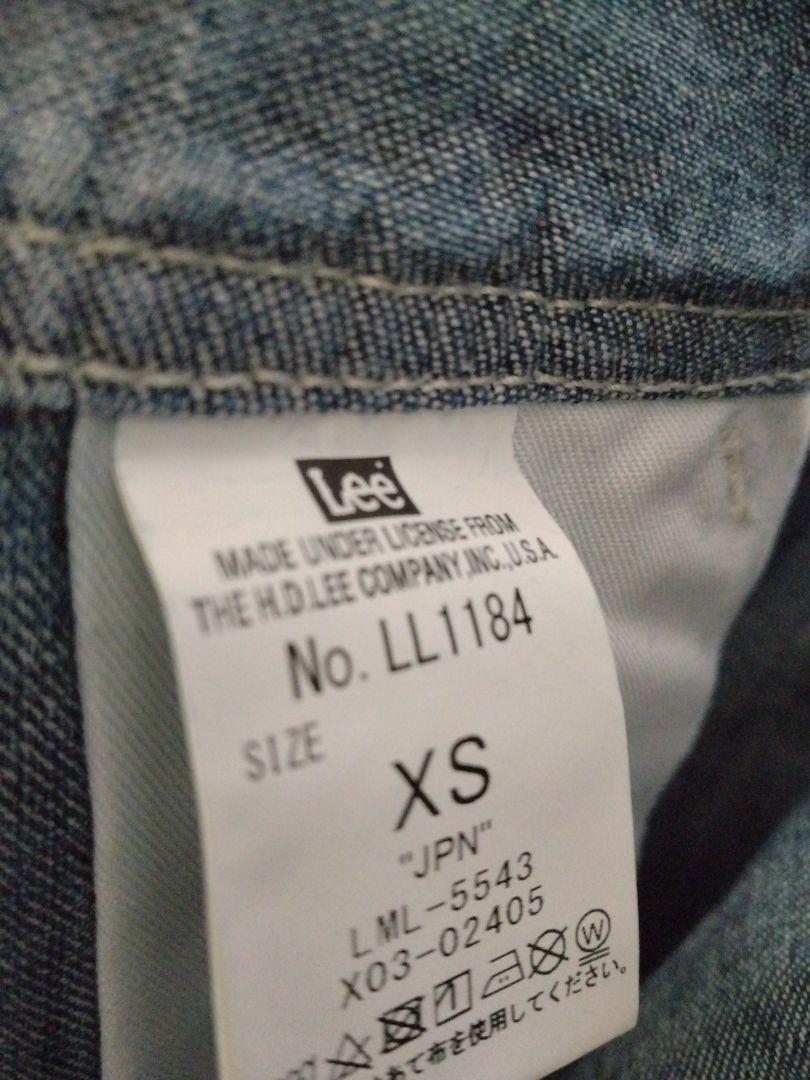 Lee
MADE UNDER LICENSE FROM
THE H.D.LEE COMPANY,INC.,U.S.A.
No. LL1184
SIZE
XS
"JPN"
LML-5543
X03-02405
W
あて布を使用してください。